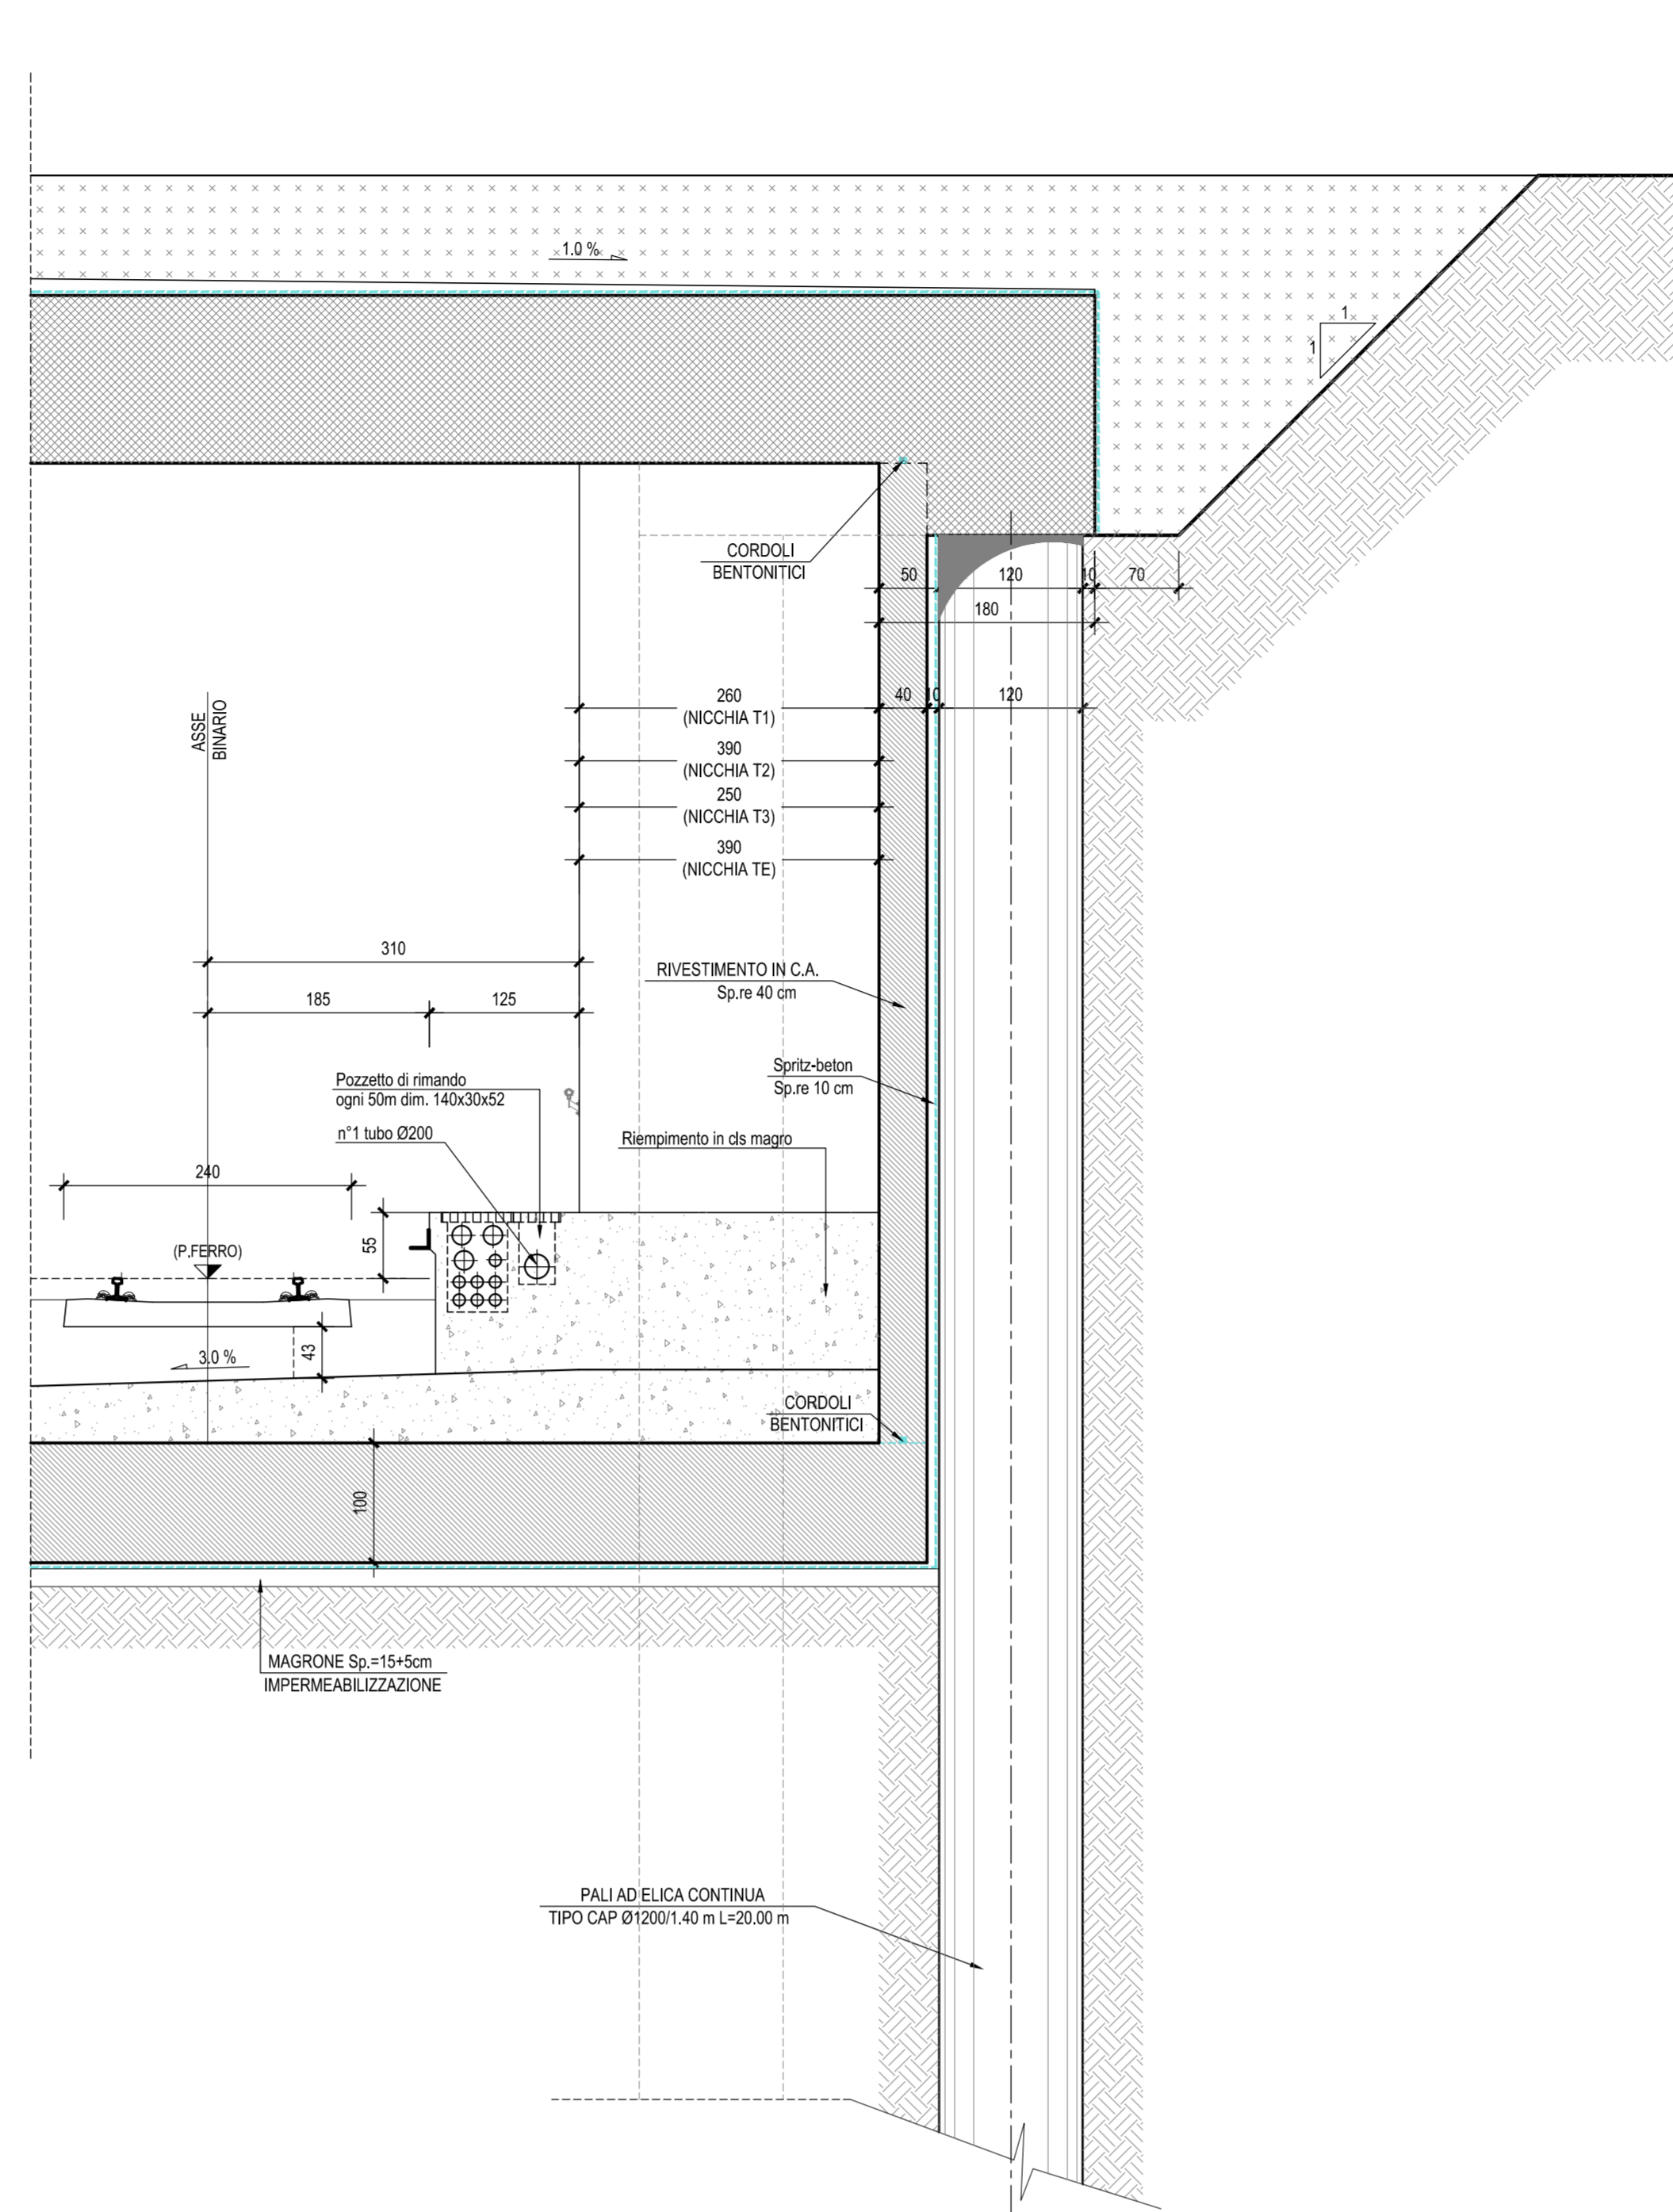 1.0 %
1
1
CORDOLI
BENTONITICI
50
120
10
70
180
ASSE
BINARIO
260
(NICCHIA T1)
40
10
120
390
(NICCHIA T2)
250
(NICCHIA T3)
390
(NICCHIA TE)
310
RIVESTIMENTO IN C.A.
Sp.re 40 cm
185
125
Spritz-beton
Sp.re 10 cm
Pozzetto di rimando
ogni 50m dim. 140x30x52
n°1 tubo Ø200
Riempimento in cls magro
240
55
(P.FERRO)
43
3.0 %
CORDOLI
BENTONITICI
100
MAGRONE Sp.=15+5cm
IMPERMEABILIZZAZIONE
PALI AD ELICA CONTINUA
TIPO CAP Ø1200/1.40 m L=20.00 m